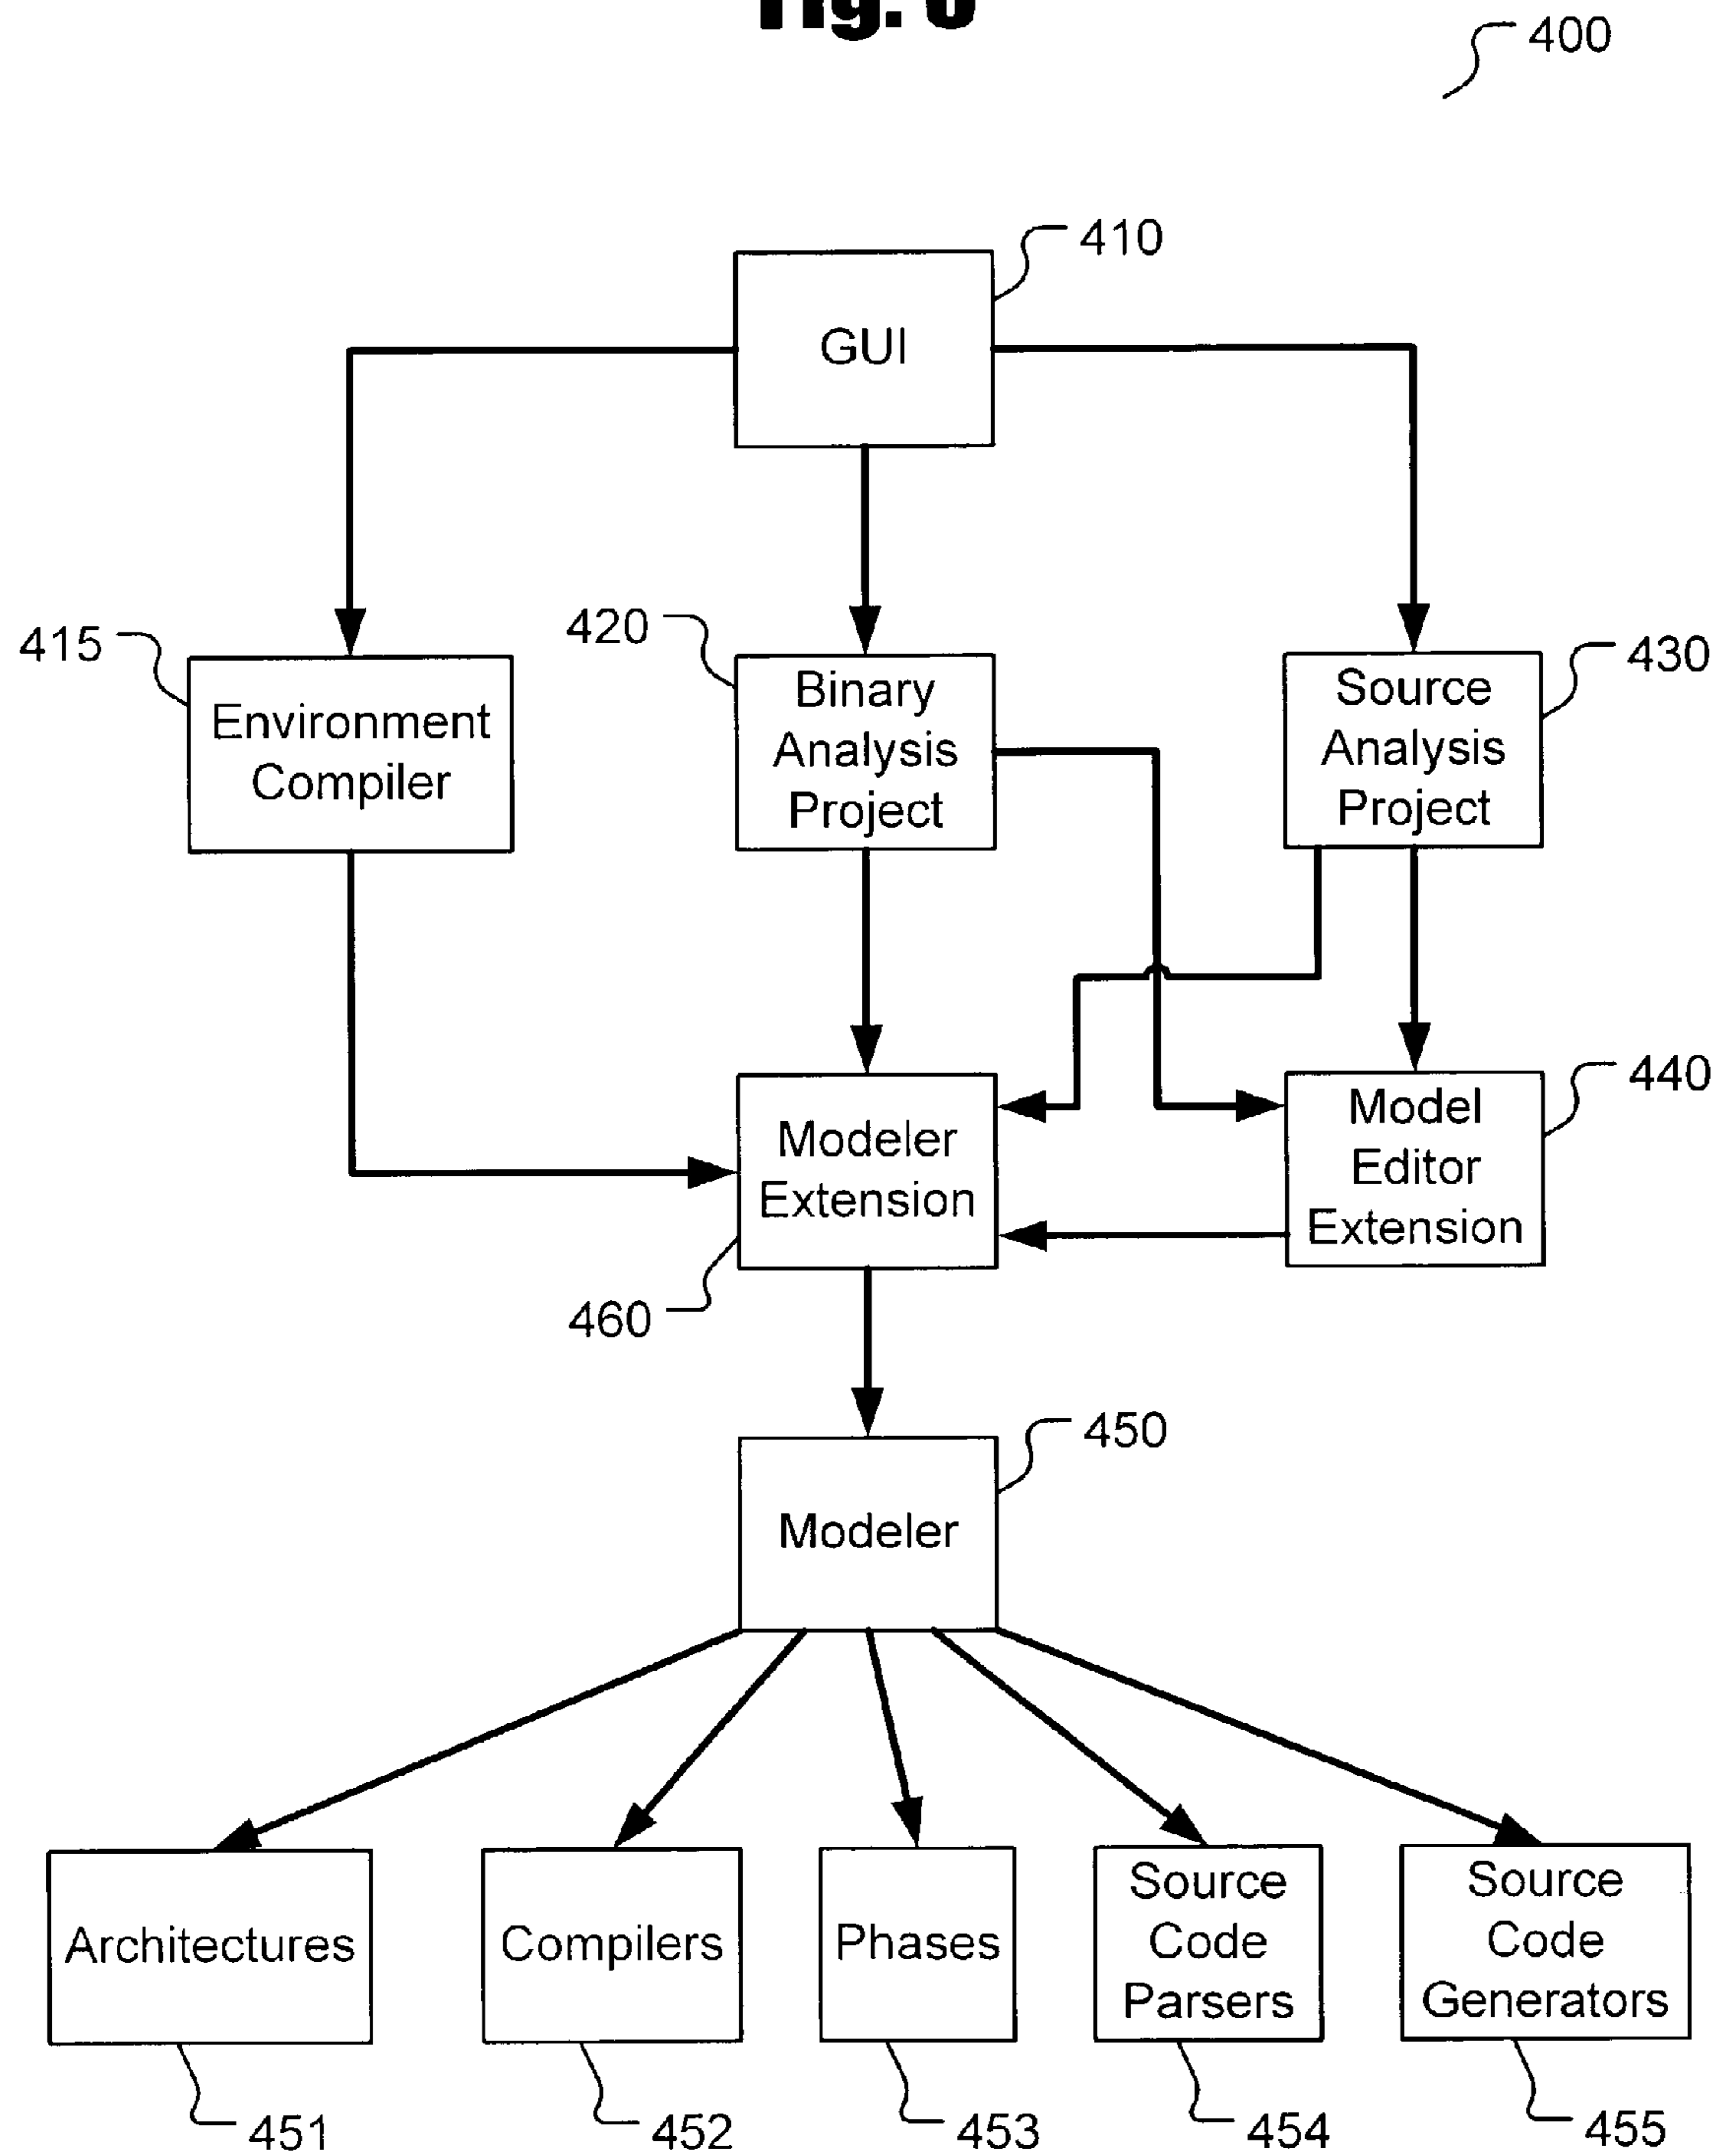 Fig.
400
410
GUI
415
Environment
Compiler
420
Binary
Analysis
Project
430
Source
Analysis
Project
Modeler
Extension
460
440
Model
Editor
Extension
450
Modeler
Architectures
Compilers
Phases
Source
Code
Parsers
Source
Code
Generators
451
452
453
454
455